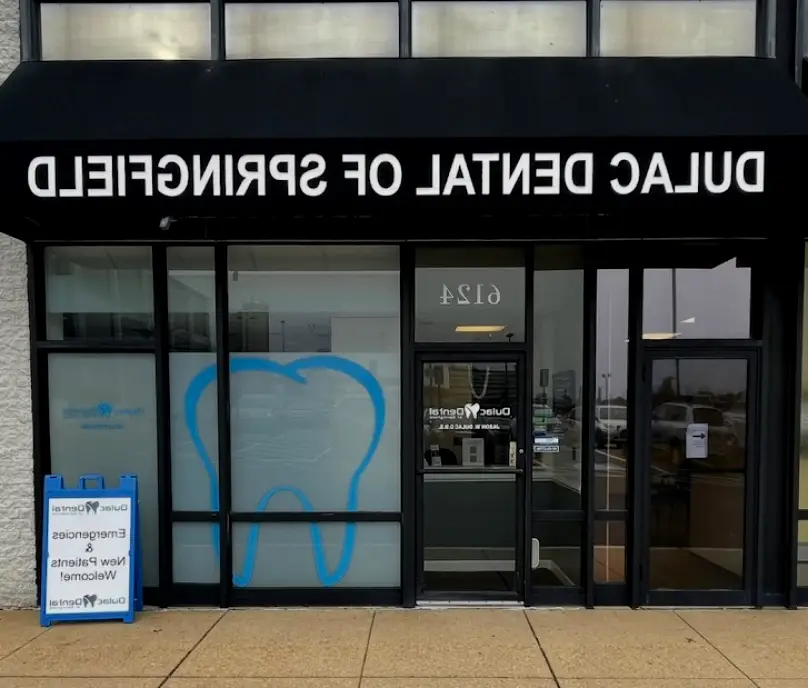 DULAC DENTAL OF SPRINGFIELD
6124
Dulac Dental
JASON W. DULAC D.D.S.
Dulac Dental
Emergencies
&
New Patients
Welcome!
Dulac Dental